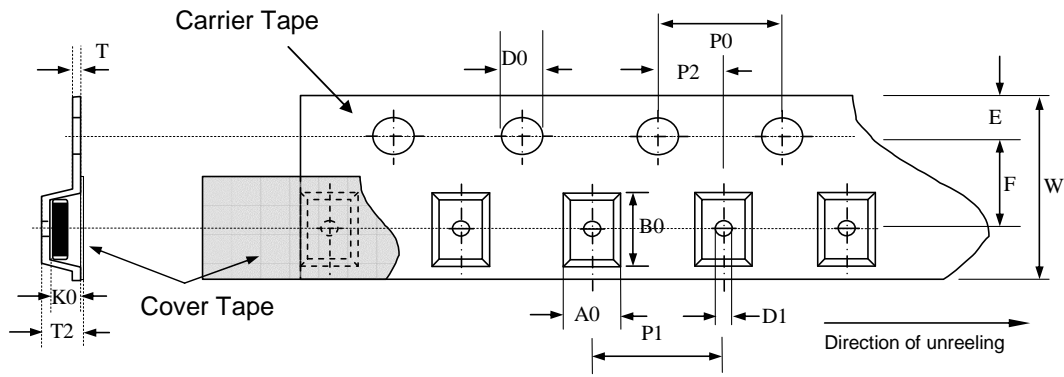 Carrier Tape
P0
T
D0
P2
E
F
W
B0
K0
Cover Tape
A0
D1
T2
P1
Direction of unreeling